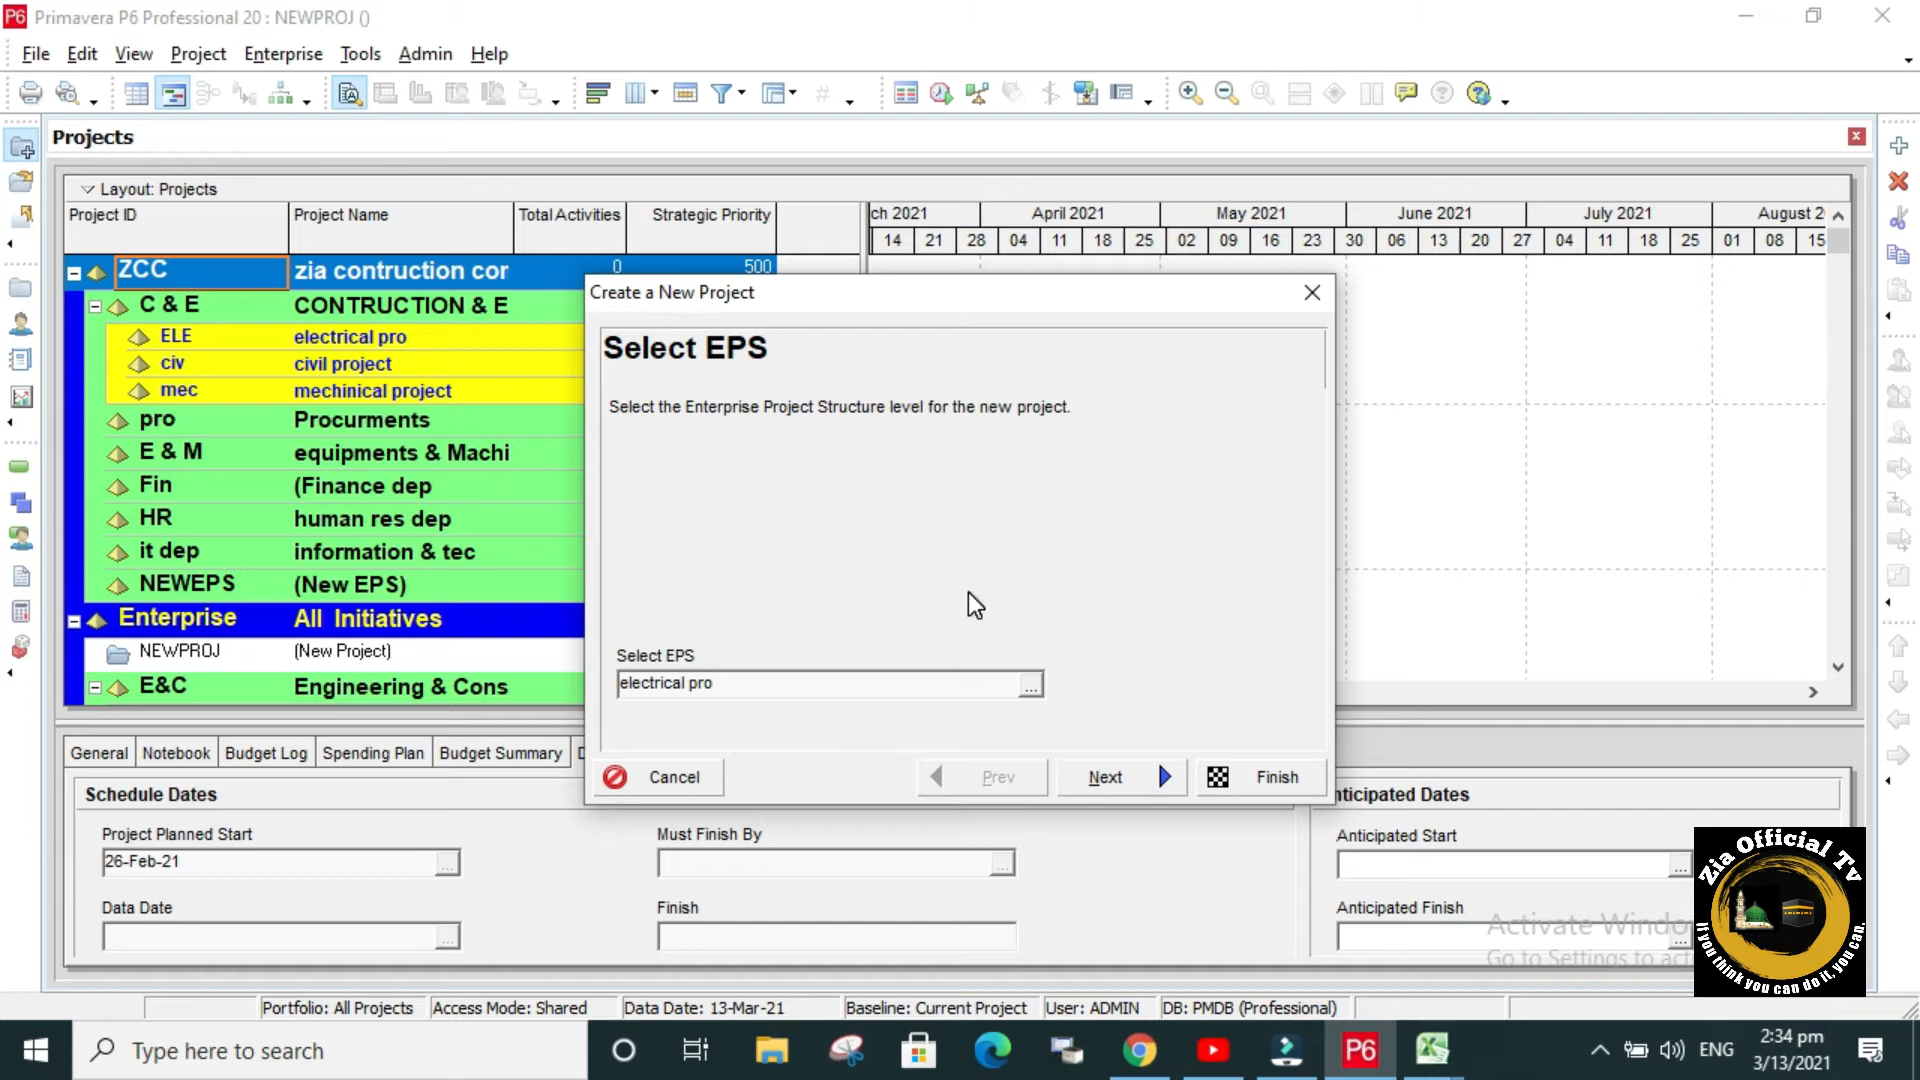 Primavera P6 Professional 20 : NEWPROJ ()
File Edit View Project Enterprise Tools Admin Help
Projects
Layout: Projects
Project ID Project Name Total Activities Strategic Priority
ch 2021 April 2021 May 2021 June 2021 July 2021 August 2
14 21 28 04 11 18 25 02 09 16 23 30 06 13 20 27 04 11 18 25 01 08 15
ZCC zia contruction cor 0 500
C & E CONTRUCTION & E
ELE electrical pro
civ civil project
mec mechinical project
pro Procurments
E & M equipments & Machi
Fin (Finance dep
HR human res dep
it dep information & tec
NEWEPS (New EPS)
Enterprise All Initiatives
NEWPROJ (New Project)
E&C Engineering & Cons
Create a New Project
Select EPS
Select the Enterprise Project Structure level for the new project.
Select EPS
electrical pro
...
Cancel Prev Next Finish
General Notebook Budget Log Spending Plan Budget Summary D
Schedule Dates
Project Planned Start
26-Feb-21
Data Date
Must Finish By
Finish
nticipated Dates
Anticipated Start
Anticipated Finish
Activate Windo
Go to Settings to act
Zia Official Tv
If you think you can do it, you can.
Portfolio: All Projects Access Mode: Shared Data Date: 13-Mar-21 Baseline: Current Project User: ADMIN DB: PMDB (Professional)
Type here to search
P6
ENG
2:34 pm
3/13/2021